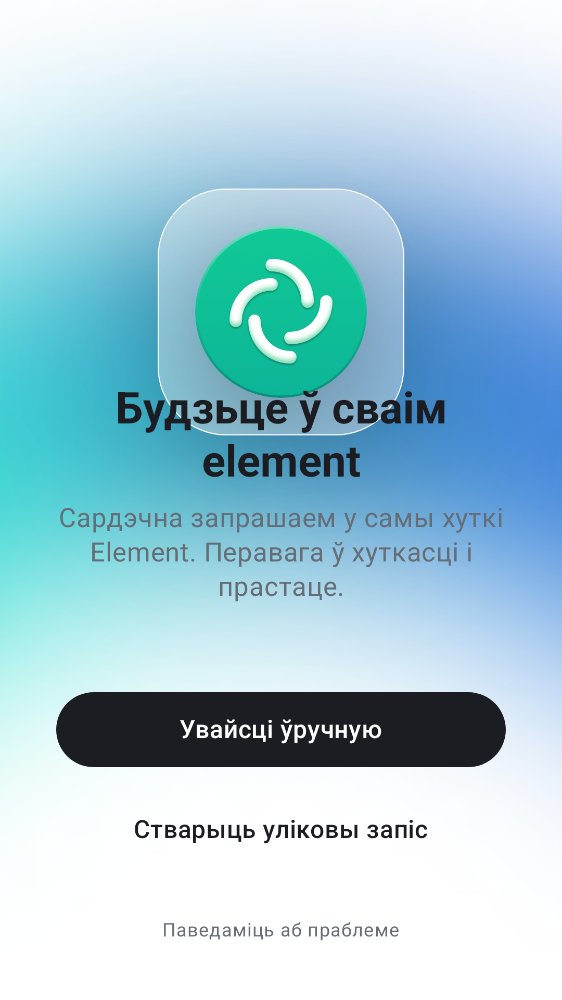 Будзьце ў сваім
element
Сардэчна запрашаем у самы хуткі
Element. Перавага ў хуткасці і
прастаце.
Увайсці ўручную
Стварыць уліковы запіс
Паведаміць аб праблеме